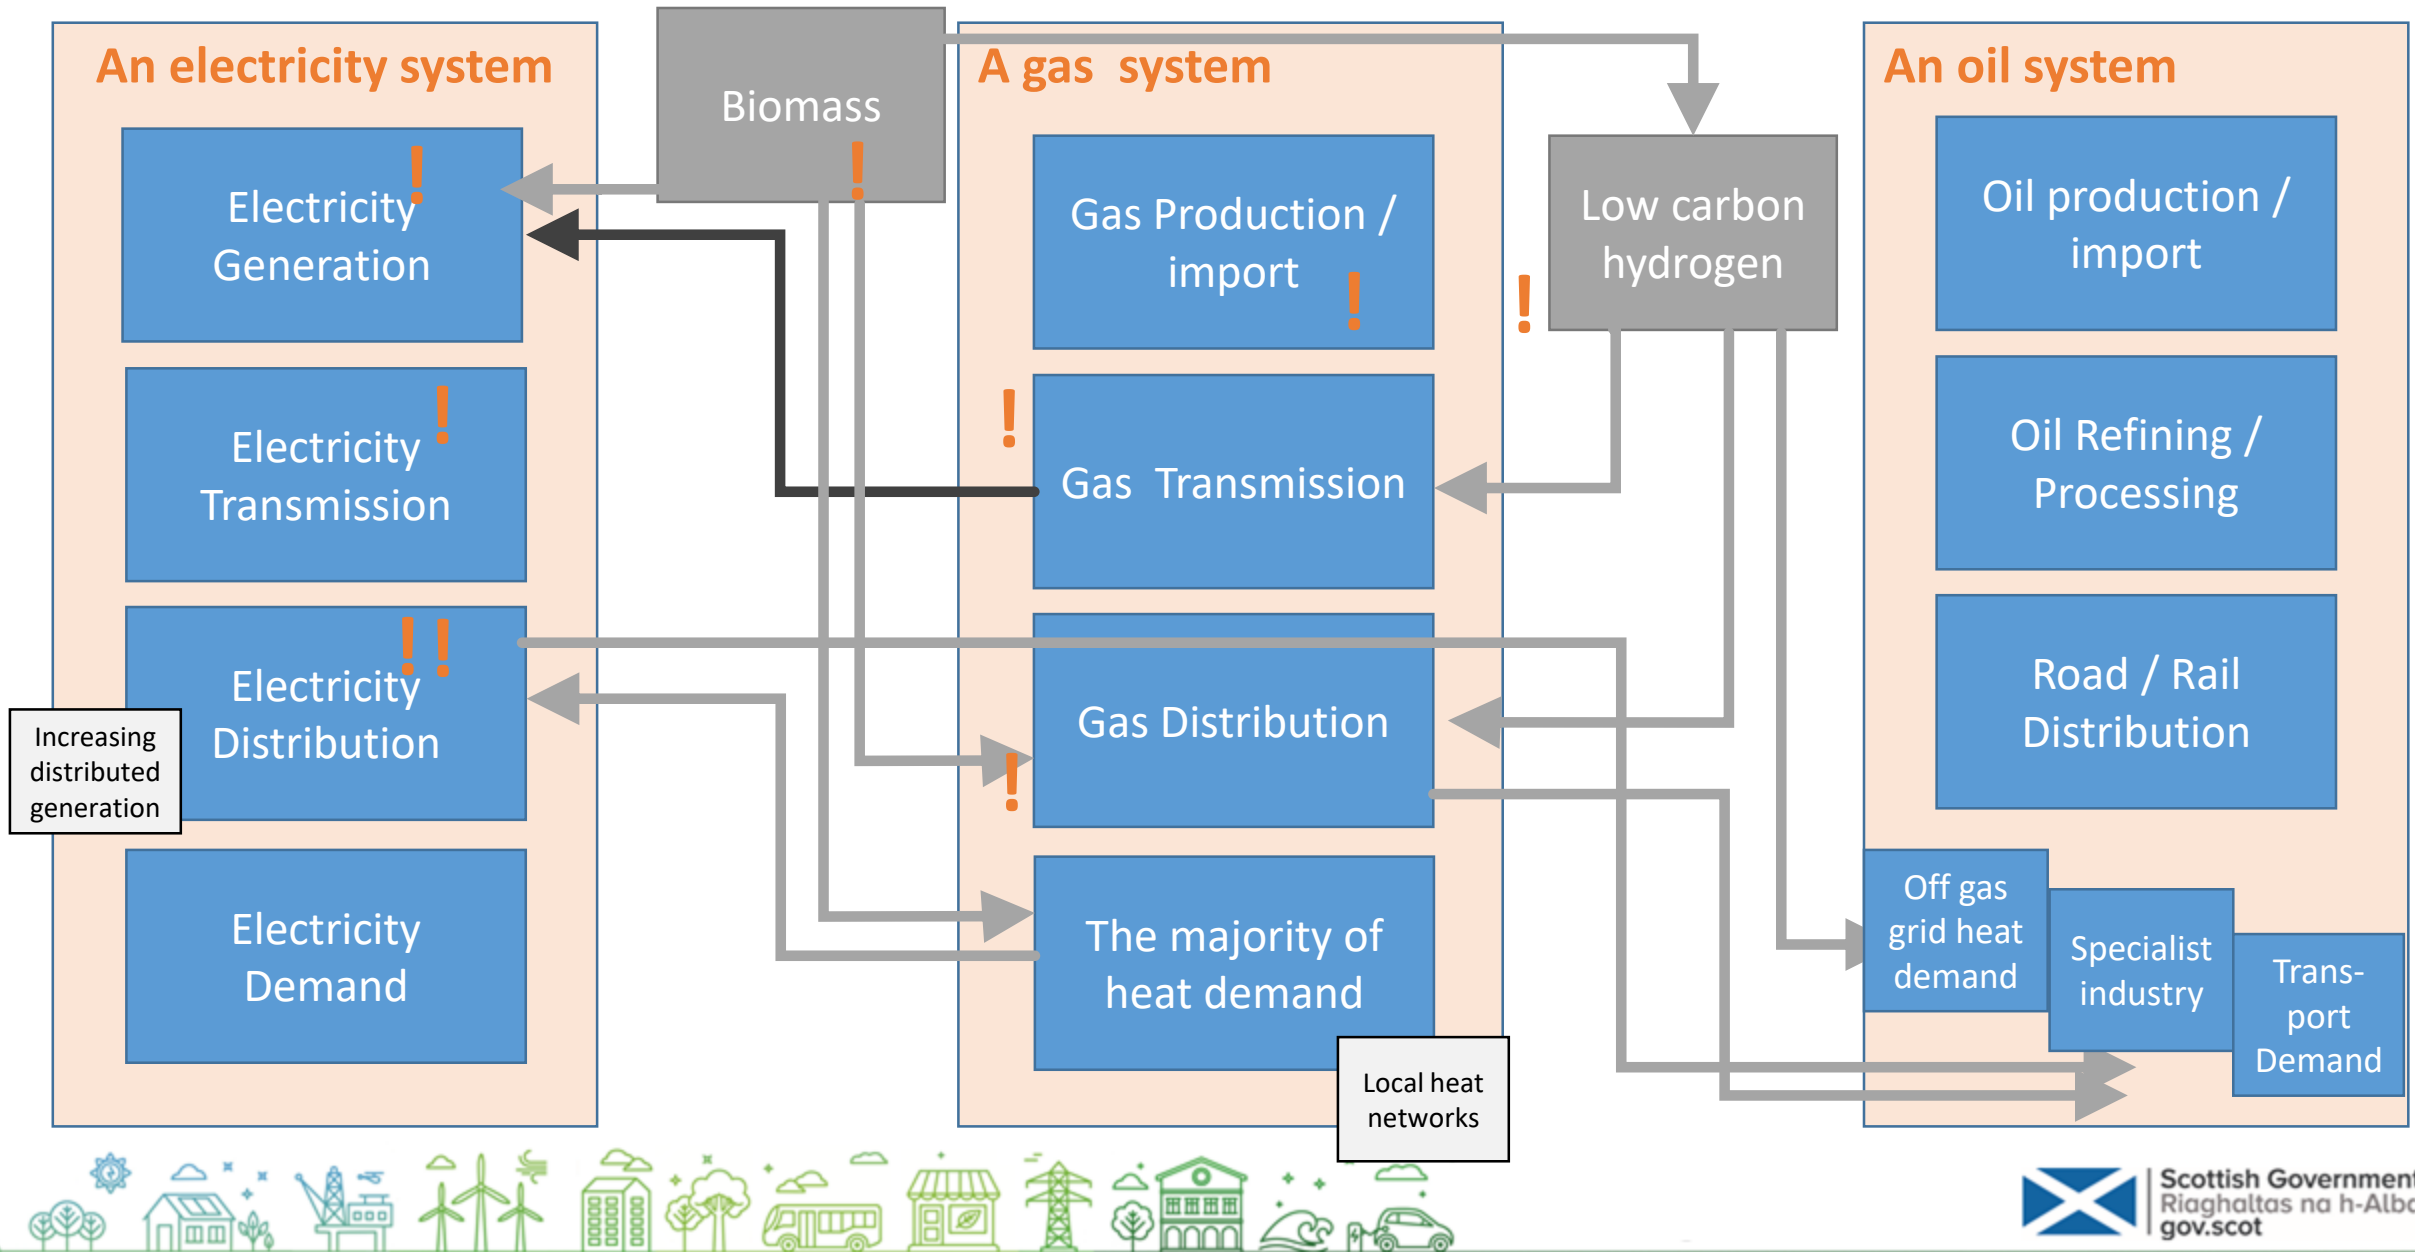 An electricity system
Electricity
Generation
!
Electricity
Transmission
!
Electricity
Distribution
!!
Increasing
distributed
generation
Electricity
Demand
Biomass
!
A gas  system
Gas Production /
import
!
Gas  Transmission
!
Gas Distribution
!
The majority of
heat demand
Local heat
networks
Low carbon
hydrogen
!
An oil system
Oil production /
import
Oil Refining /
Processing
Road / Rail
Distribution
Off gas
grid heat
demand
Specialist
industry
Trans-
port
Demand
Scottish Government
Riaghaltas na h-Alba
gov.scot